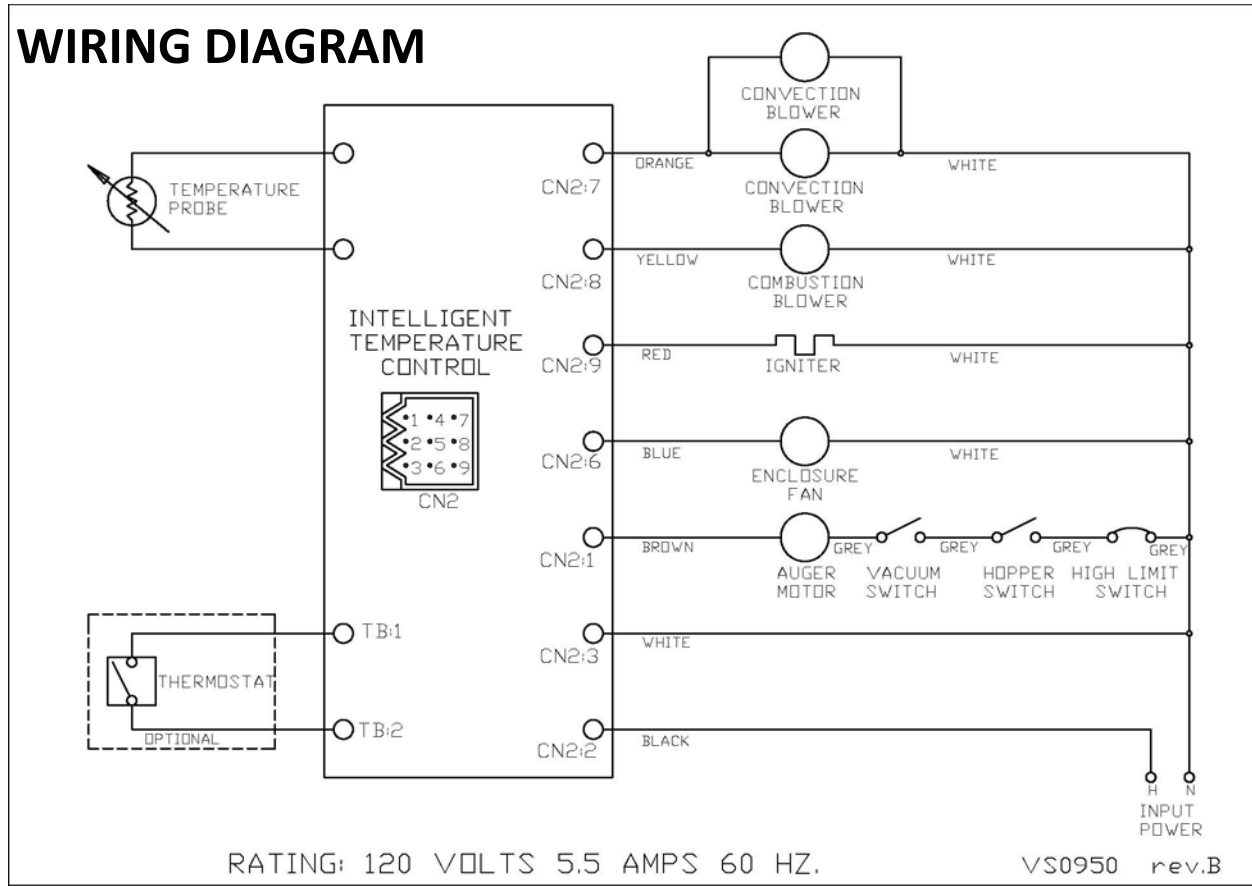 WIRING DIAGRAM
CONVECTION
BLOWER
ORANGE
WHITE
CN2:7
CONVECTION
BLOWER
TEMPERATURE
PROBE
YELLOW
WHITE
CN2:8
COMBUSTION
BLOWER
INTELLIGENT
TEMPERATURE
CONTROL
RED
WHITE
CN2:9
IGNITER
1 4 7
2 5 8
3 6 9
CN2
BLUE
WHITE
CN2:6
ENCLOSURE
FAN
BROWN
GREY
GREY
GREY
GREY
CN2:1
AUGER
MOTOR
VACUUM
SWITCH
HOPPER
SWITCH
HIGH LIMIT
SWITCH
TB:1
WHITE
CN2:3
THERMOSTAT
OPTIONAL
TB:2
BLACK
CN2:2
H
N
INPUT
POWER
RATING: 120 VOLTS 5.5 AMPS 60 HZ.
VS0950 rev.B